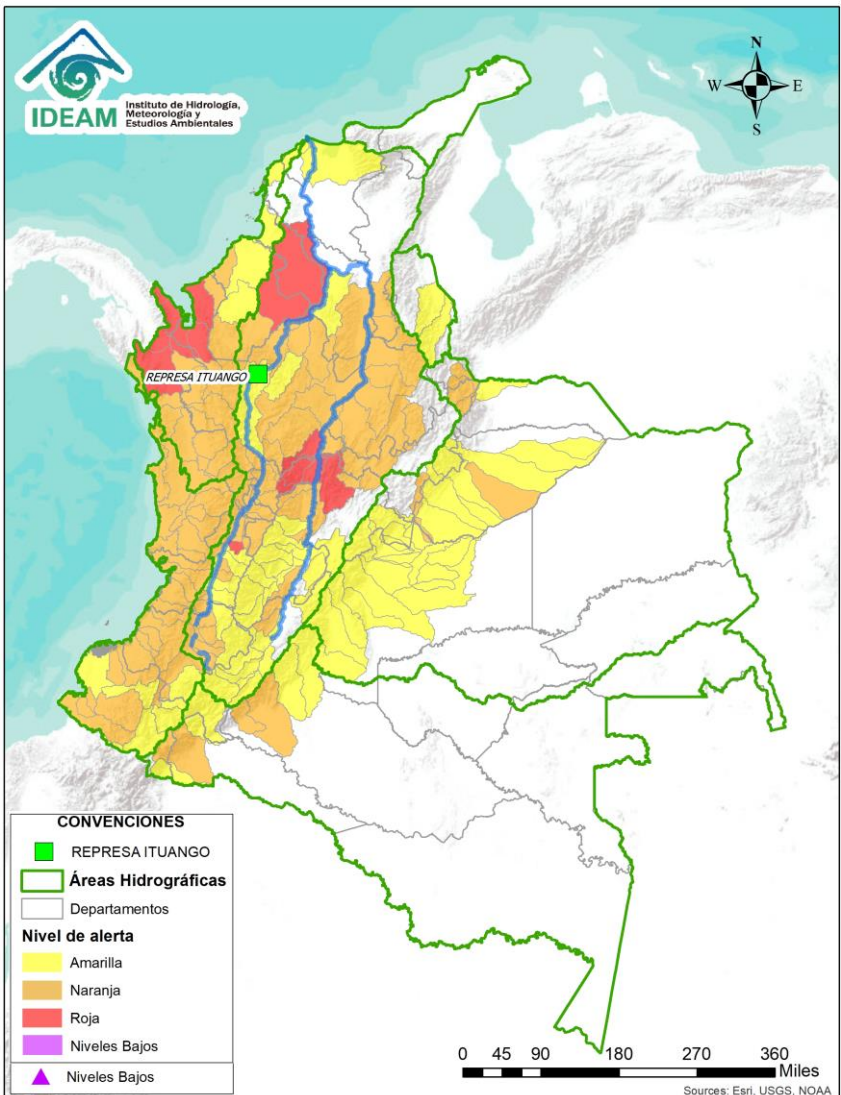 IDEAM
Instituto de Hidrología,
Meteorología y
Estudios Ambientales
N
W
E
S
REPRESA ITUANGO
CONVENCIONES
REPRESA ITUANGO
Áreas Hidrográficas
Departamentos
Nivel de alerta
Amarilla
Naranja
Roja
Niveles Bajos
Niveles Bajos
0 45 90 180 270 360
Miles
Sources: Esri, USGS, NOAA